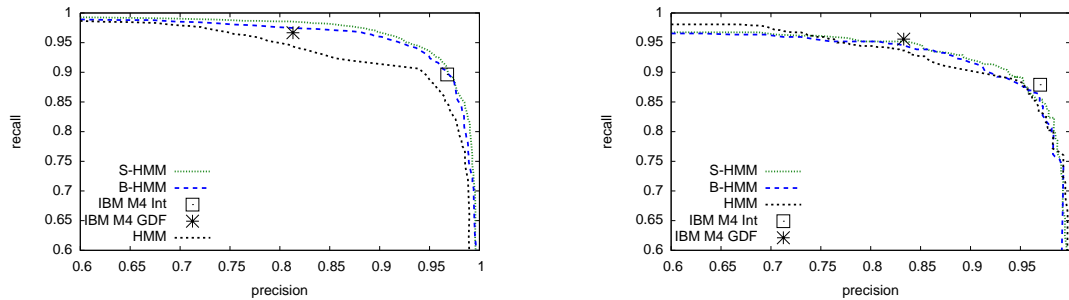 1
0.95
0.9
0.85
0.8
0.75
0.7
0.65
0.6
recall
S-HMM
B-HMM
IBM M4 Int
IBM M4 GDF
HMM
0.6 0.65 0.7 0.75 0.8 0.85 0.9 0.95 1
precision
1
0.95
0.9
0.85
0.8
0.75
0.7
0.65
0.6
recall
S-HMM
B-HMM
HMM
IBM M4 Int
IBM M4 GDF
0.6 0.65 0.7 0.75 0.8 0.85 0.9 0.95
precision